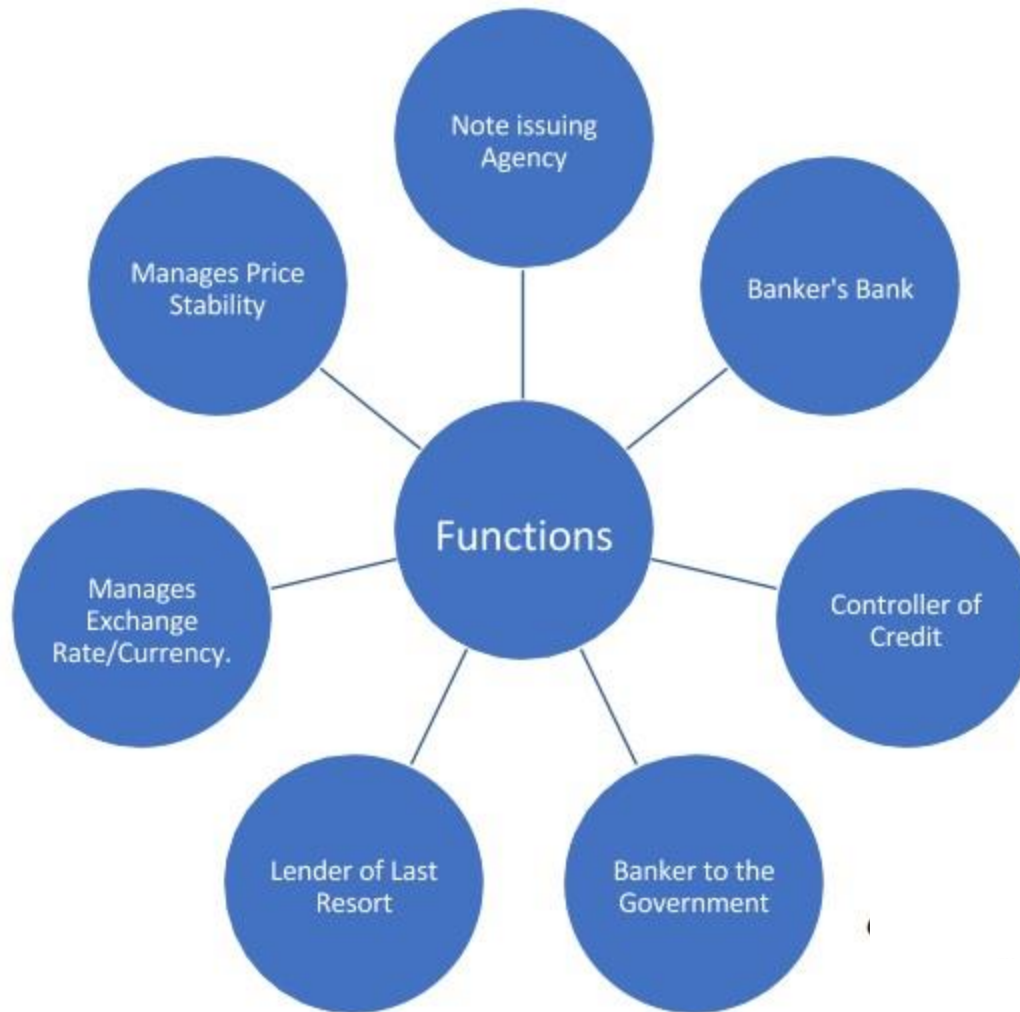 Note issuing
Agency
Banker's Bank
Controller of
Credit
Banker to the
Government
Lender of Last
Resort
Manages
Exchange
Rate/Currency.
Manages Price
Stability
Functions